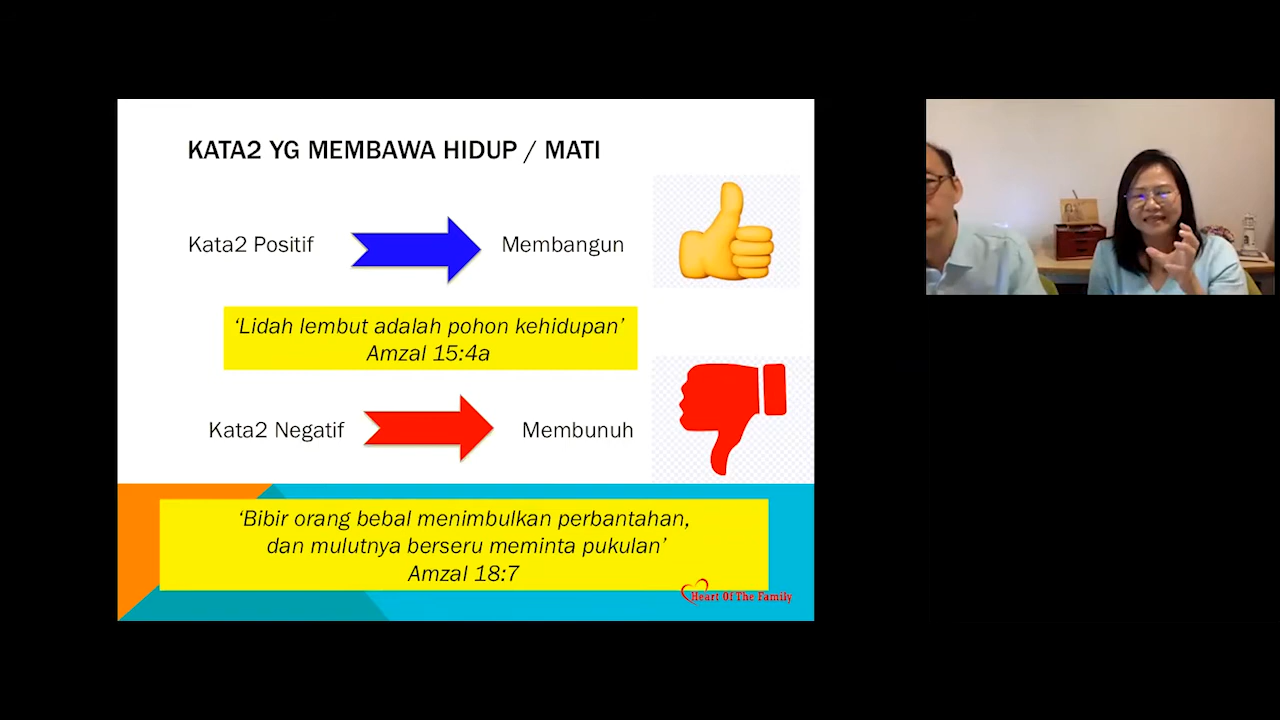 KATA2 YG MEMBAWA HIDUP / MATI
Kata2 Positif
Membangun
‘Lidah lembut adalah pohon kehidupan’
Amzal 15:4a
Kata2 Negatif
Membunuh
‘Bibir orang bebal menimbulkan perbantahan,
dan mulutnya berseru meminta pukulan’
Amzal 18:7
Heart Of The Family